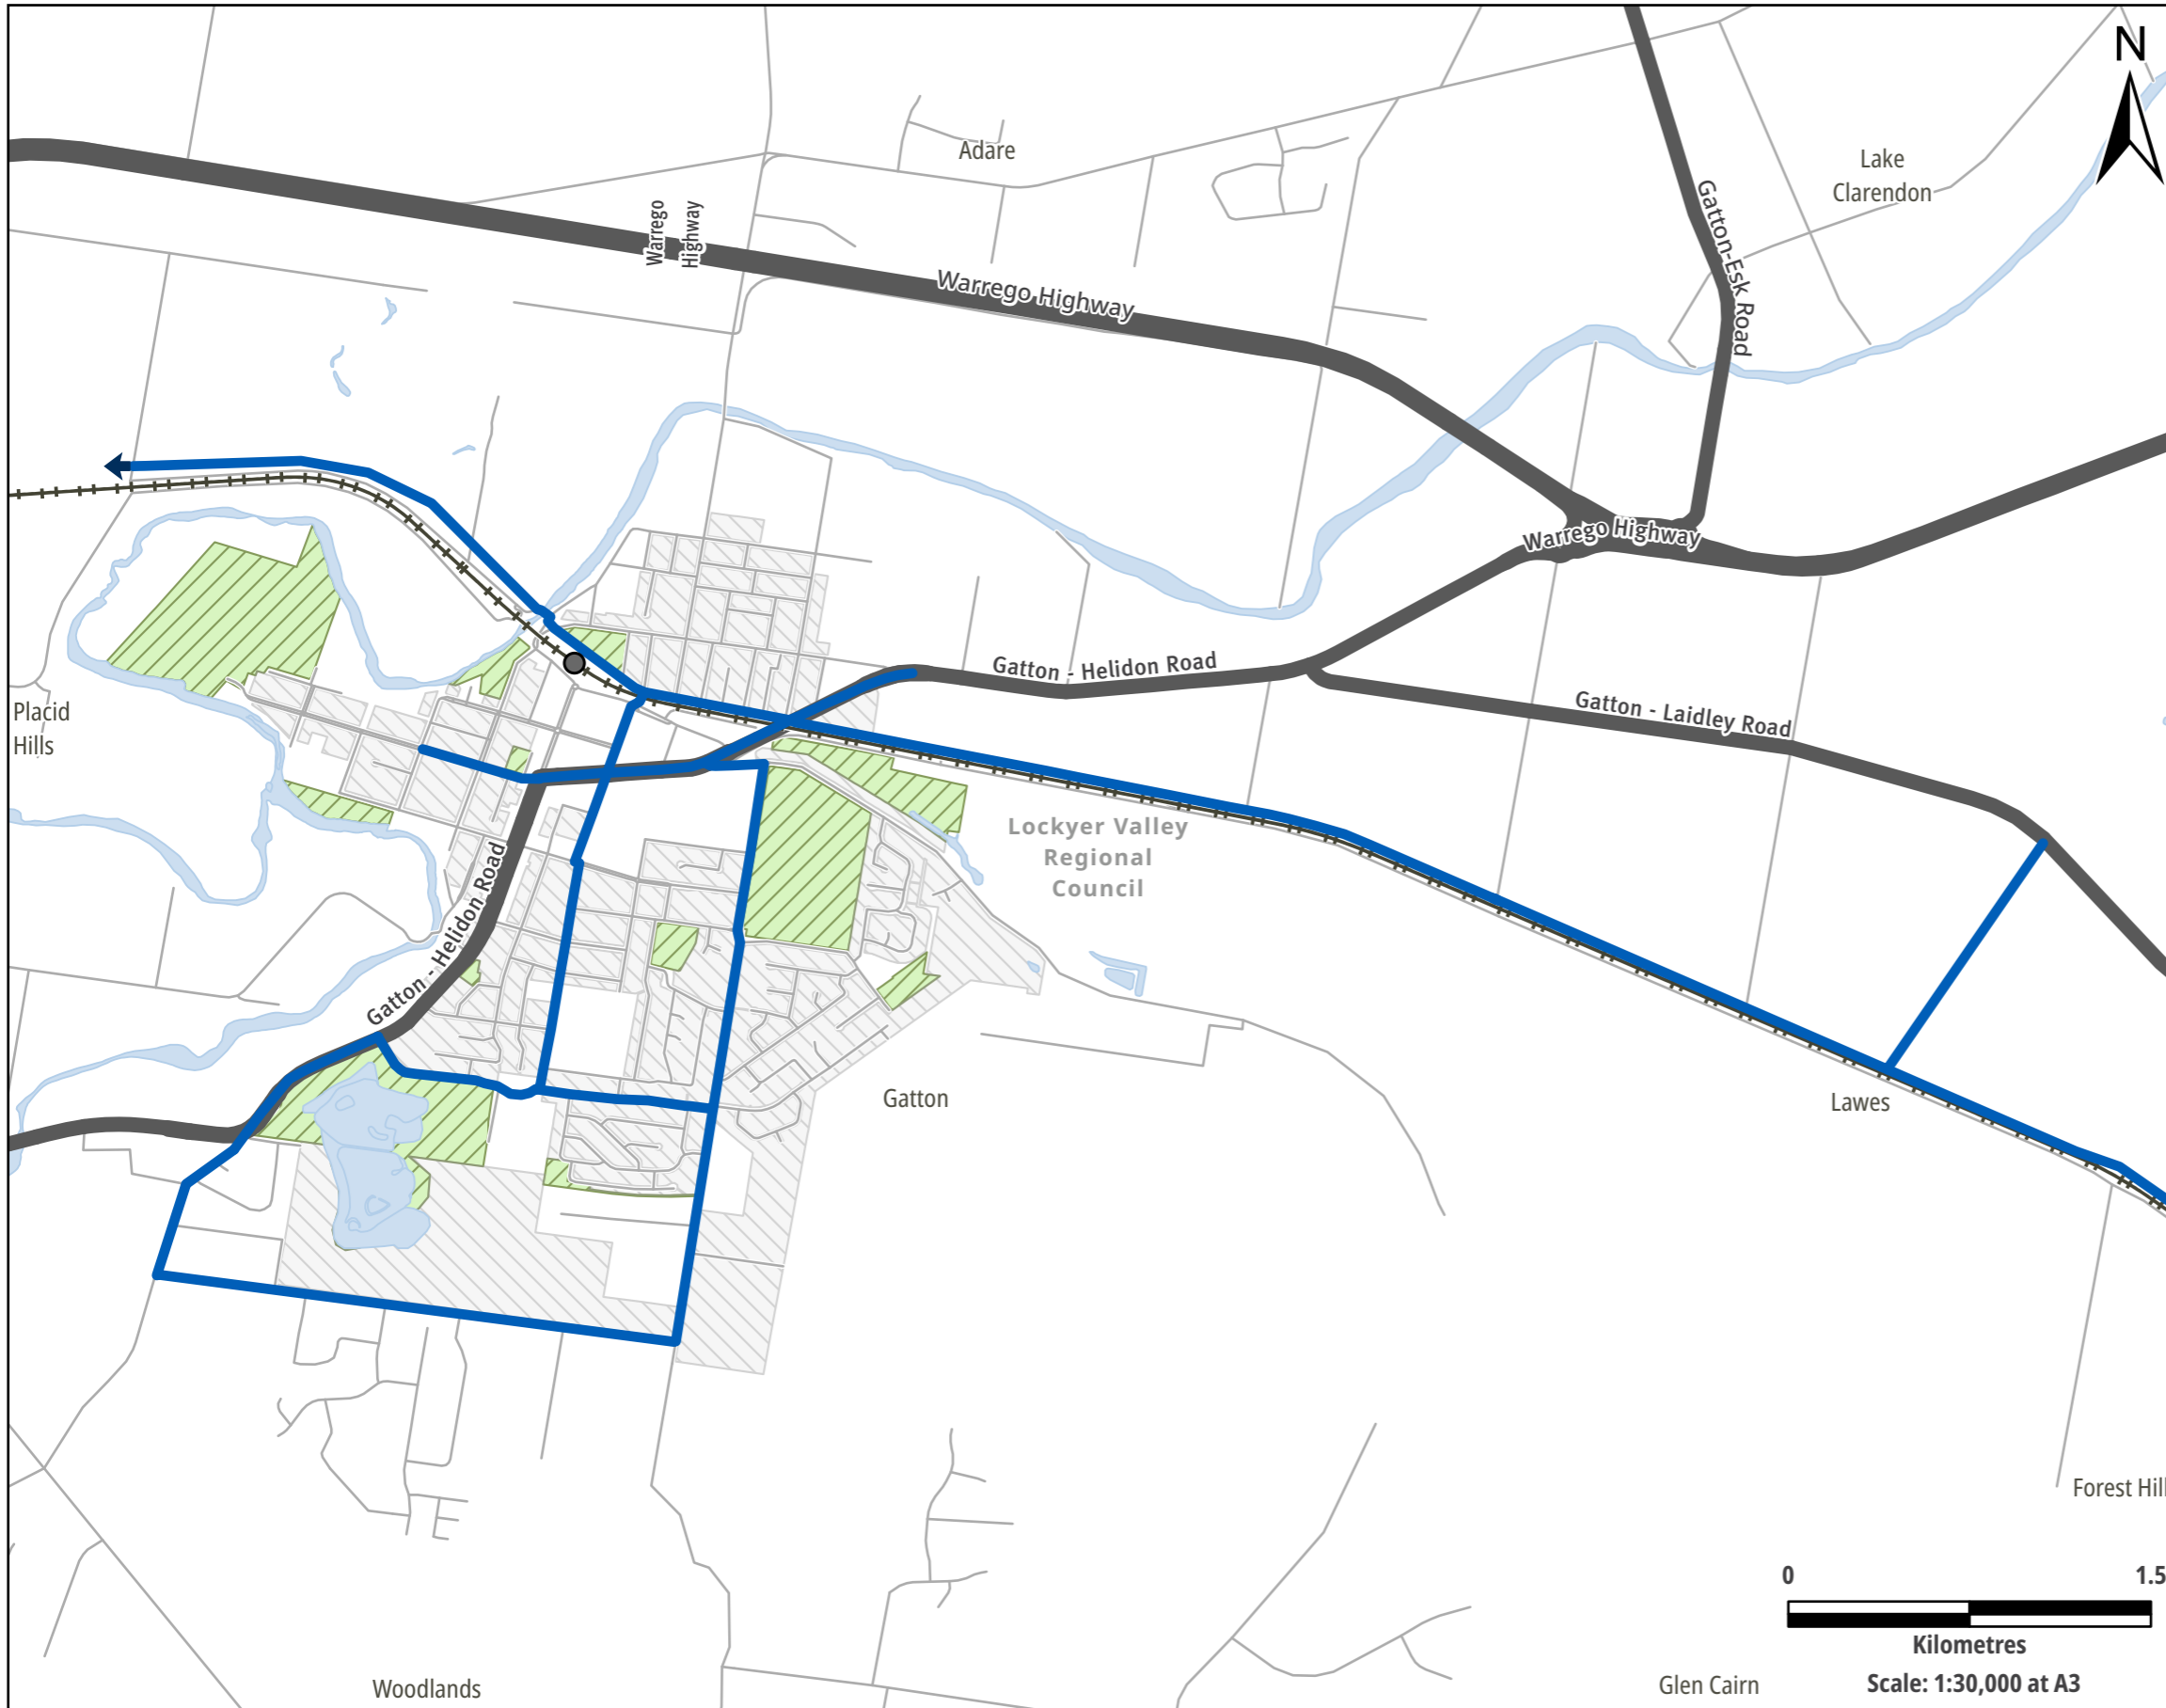 N
Adare
Lake
Clarendon
Warrego
Highway
Gatton-Esk Road
Warrego Highway
Warrego Highway
Gatton - Helidon Road
Placid
Hills
Gatton - Laidley Road
Lockyer Valley
Regional
Council
Gatton - Helidon Road
Gatton
Lawes
Forest Hill
0 1.5
Kilometres
Woodlands
Glen Cairn
Scale: 1:30,000 at A3